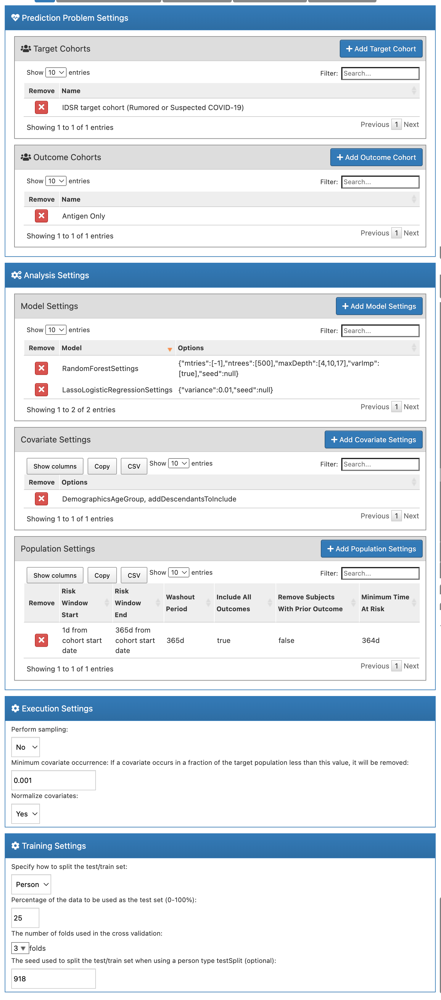 Prediction Problem Settings
Target Cohorts
Add Target Cohort
Show 10 entries
Filter: Search...
Remove Name
IDSR target cohort (Rumored or Suspected COVID-19)
Showing 1 to 1 of 1 entries
Previous 1 Next
Outcome Cohorts
Add Outcome Cohort
Show 10 entries
Filter: Search...
Remove Name
Antigen Only
Showing 1 to 1 of 1 entries
Previous 1 Next
Analysis Settings
Model Settings
Add Model Settings
Show 10 entries
Filter: Search...
Remove Model Options
RandomForestSettings
{"mtries":[-1],"ntrees":[500],"maxDepth":[4,10,17],"varImp":
[true],"seed":null}
LassoLogisticRegressionSettings {"variance":0.01,"seed":null}
Showing 1 to 2 of 2 entries
Previous 1 Next
Covariate Settings
Add Covariate Settings
Show columns Copy CSV Show 10 entries
Filter: Search...
Remove Options
DemographicsAgeGroup, addDescendantsToInclude
Showing 1 to 1 of 1 entries
Previous 1 Next
Population Settings
Add Population Settings
Show columns Copy CSV Show 10 entries
Filter: Search...
Remove
Risk
Window
Start
Risk
Window
End
Washout
Period
Include All
Outcomes
Remove Subjects
With Prior Outcome
Minimum Time
At Risk
1d from
cohort start
date
365d from
cohort start
date
365d
true
false
364d
Showing 1 to 1 of 1 entries
Previous 1 Next
Execution Settings
Perform sampling:
No
Minimum covariate occurrence: If a covariate occurs in a fraction of the target population less than this value, it will be removed:
0.001
Normalize covariates:
Yes
Training Settings
Specify how to split the test/train set:
Person
Percentage of the data to be used as the test set (0-100%):
25
The number of folds used in the cross validation:
3 folds
The seed used to split the test/train set when using a person type testSplit (optional):
918